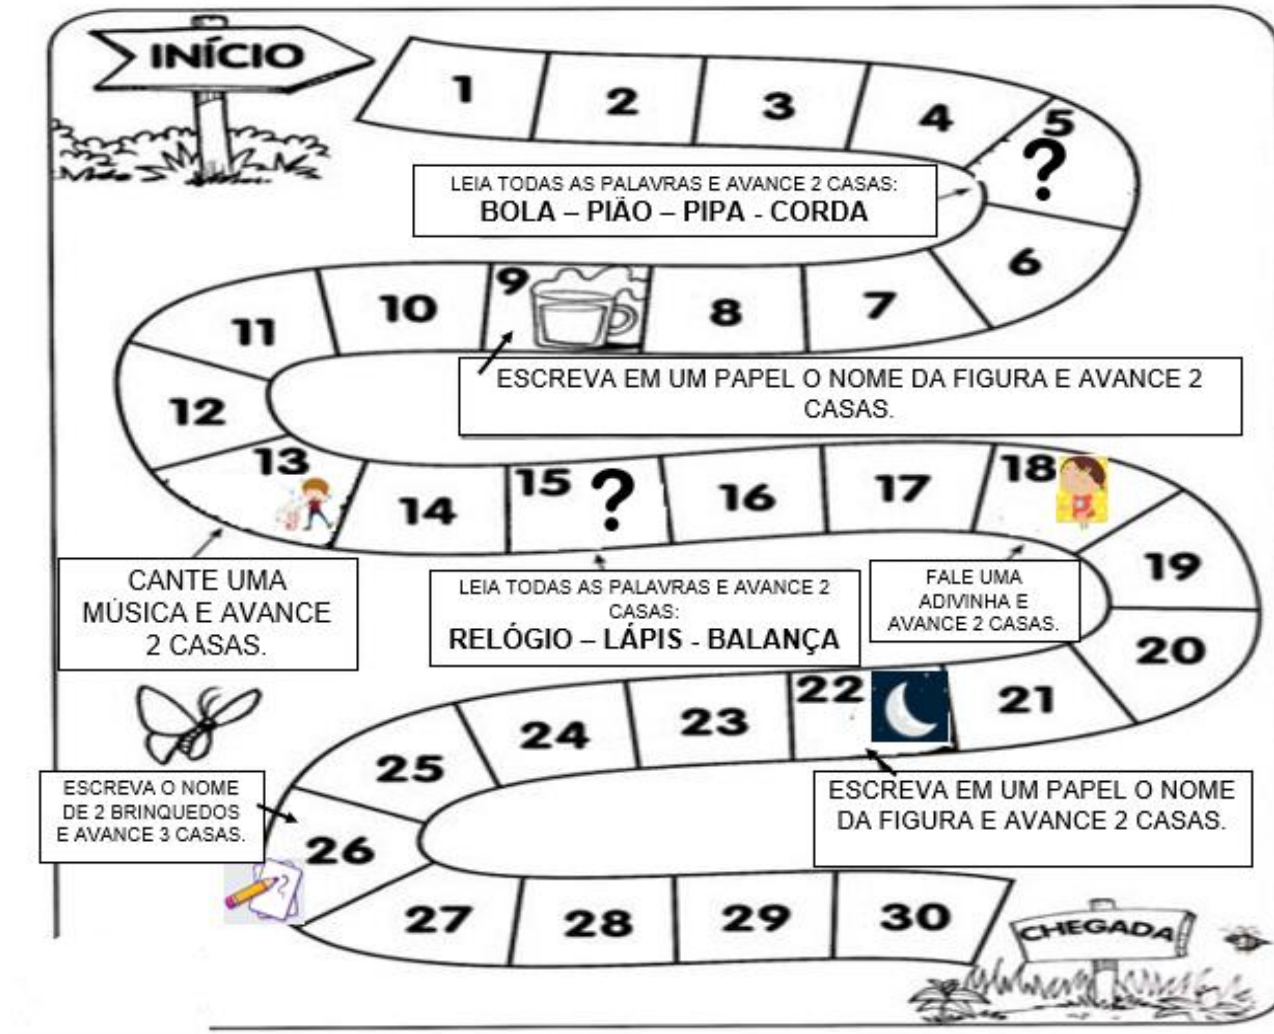 INÍCIO
1
2
3
4
5
?
LEIA TODAS AS PALAVRAS E AVANCE 2 CASAS:
BOLA – PIÃO – PIPA - CORDA
6
7
8
9
10
11
ESCREVA EM UM PAPEL O NOME DA FIGURA E AVANCE 2
CASAS.
12
13
14
15 ?
16
17
18
19
CANTE UMA
MÚSICA E AVANCE
2 CASAS.
LEIA TODAS AS PALAVRAS E AVANCE 2
CASAS:
RELÓGIO – LÁPIS - BALANÇA
FALE UMA
ADIVINHA E
AVANCE 2 CASAS.
20
21
22
23
24
25
ESCREVA EM UM PAPEL O NOME
DA FIGURA E AVANCE 2 CASAS.
ESCREVA O NOME
DE 2 BRINQUEDOS
E AVANCE 3 CASAS.
26
27
28
29
30
CHEGADA